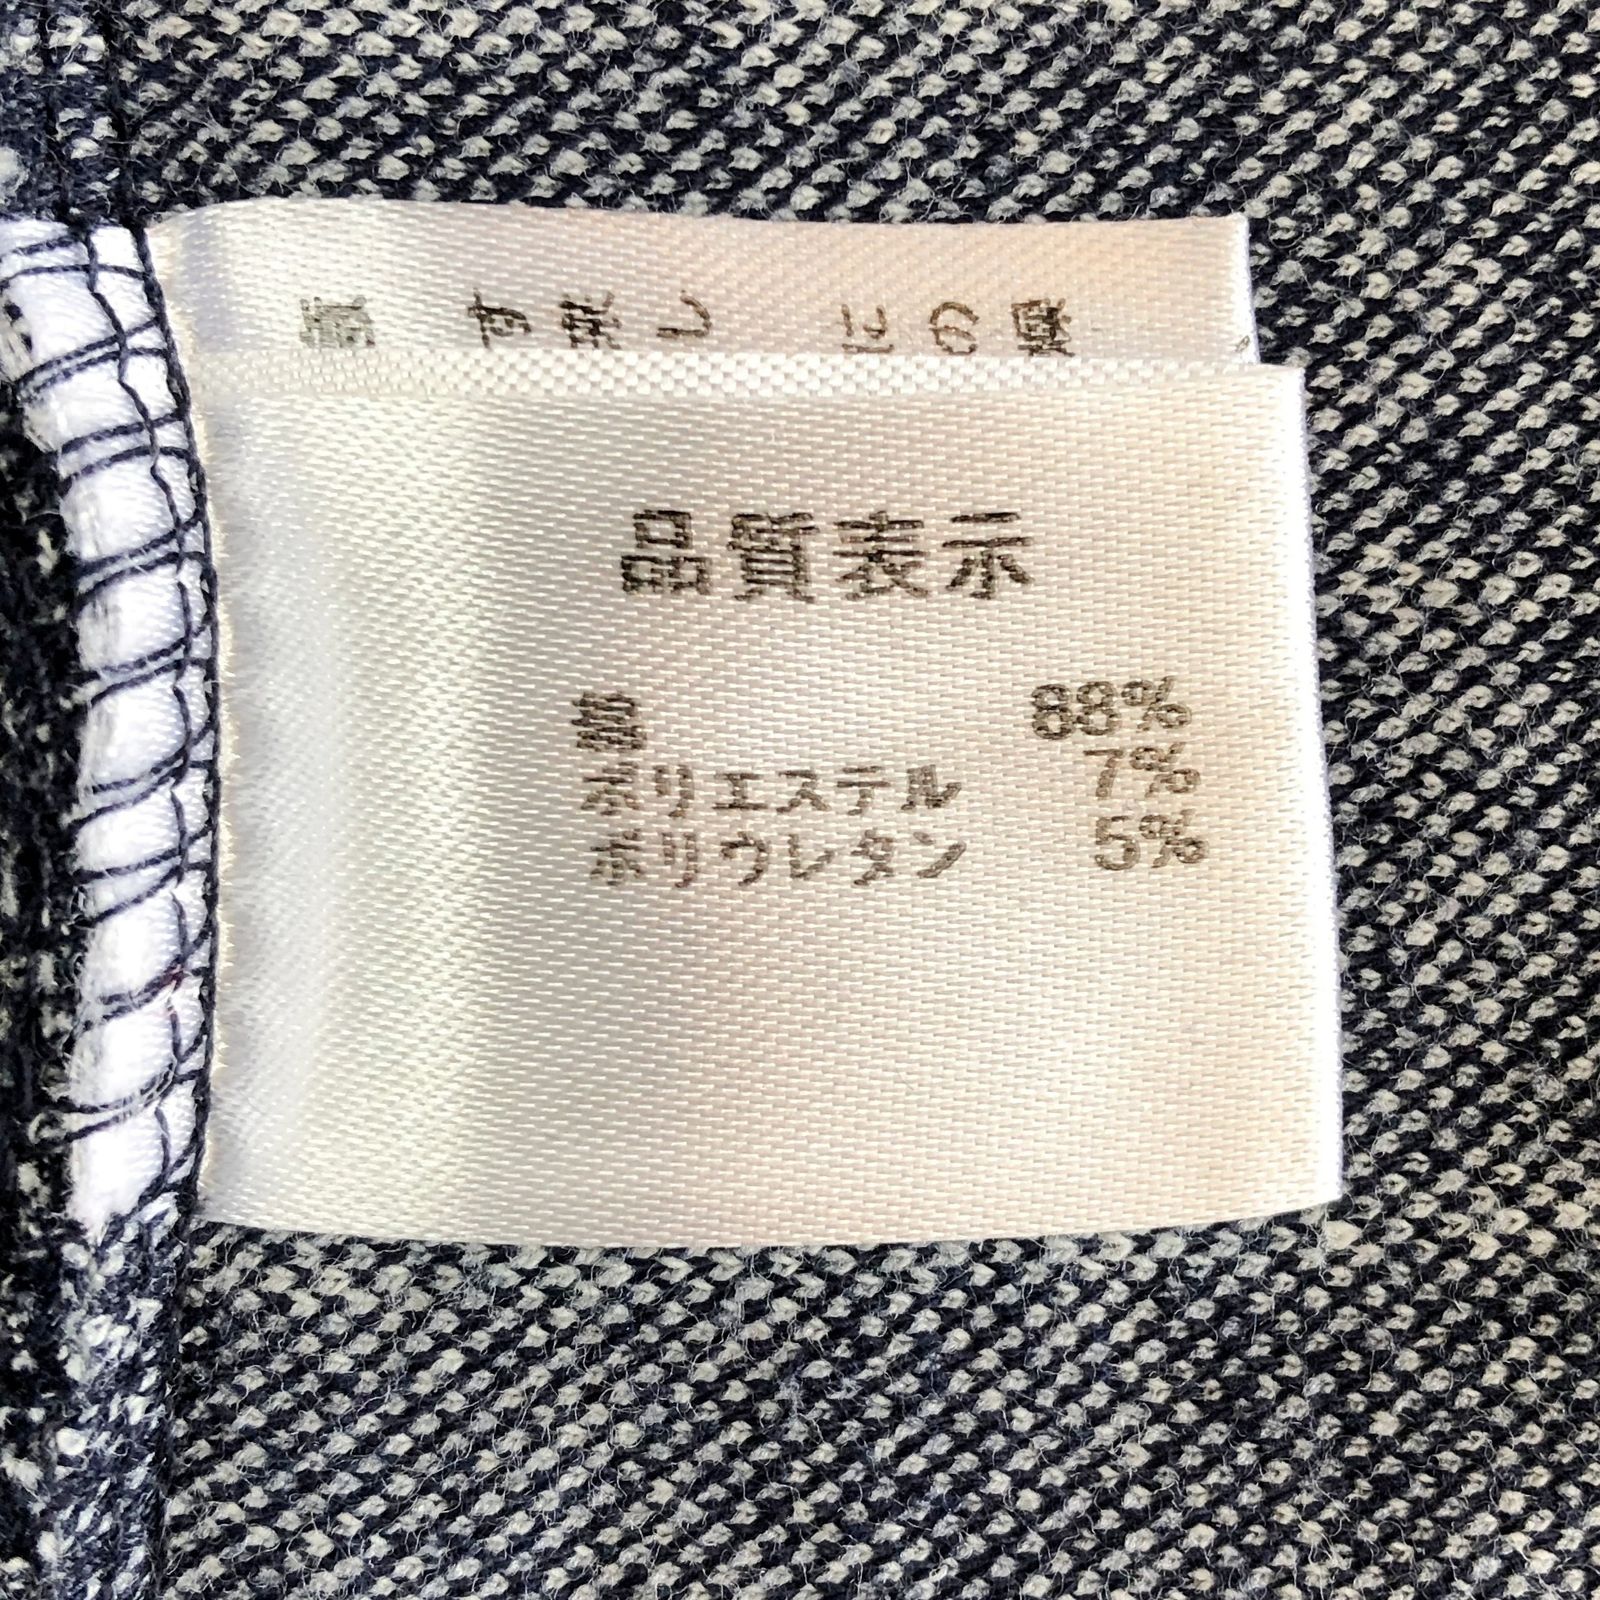 品質表示
綿 88%
ポリエステル 7%
ポリウレタン 5%